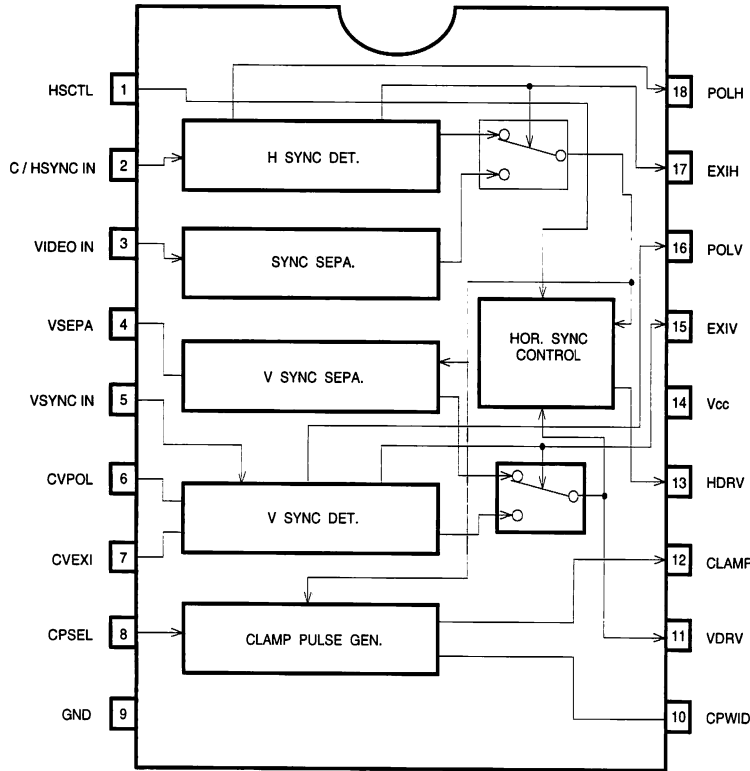 HSCTL 1
C / HSYNC IN 2
VIDEO IN 3
VSEPA 4
VSYNC IN 5
CVPOL 6
CVEXI 7
CPSEL 8
GND 9
H SYNC DET.
SYNC SEPA.
V SYNC SEPA.
V SYNC DET.
CLAMP PULSE GEN.
HOR. SYNC
CONTROL
18 POLH
17 EXIH
16 POLV
15 EXIV
14 Vcc
13 HDRV
12 CLAMP
11 VDRV
10 CPWID